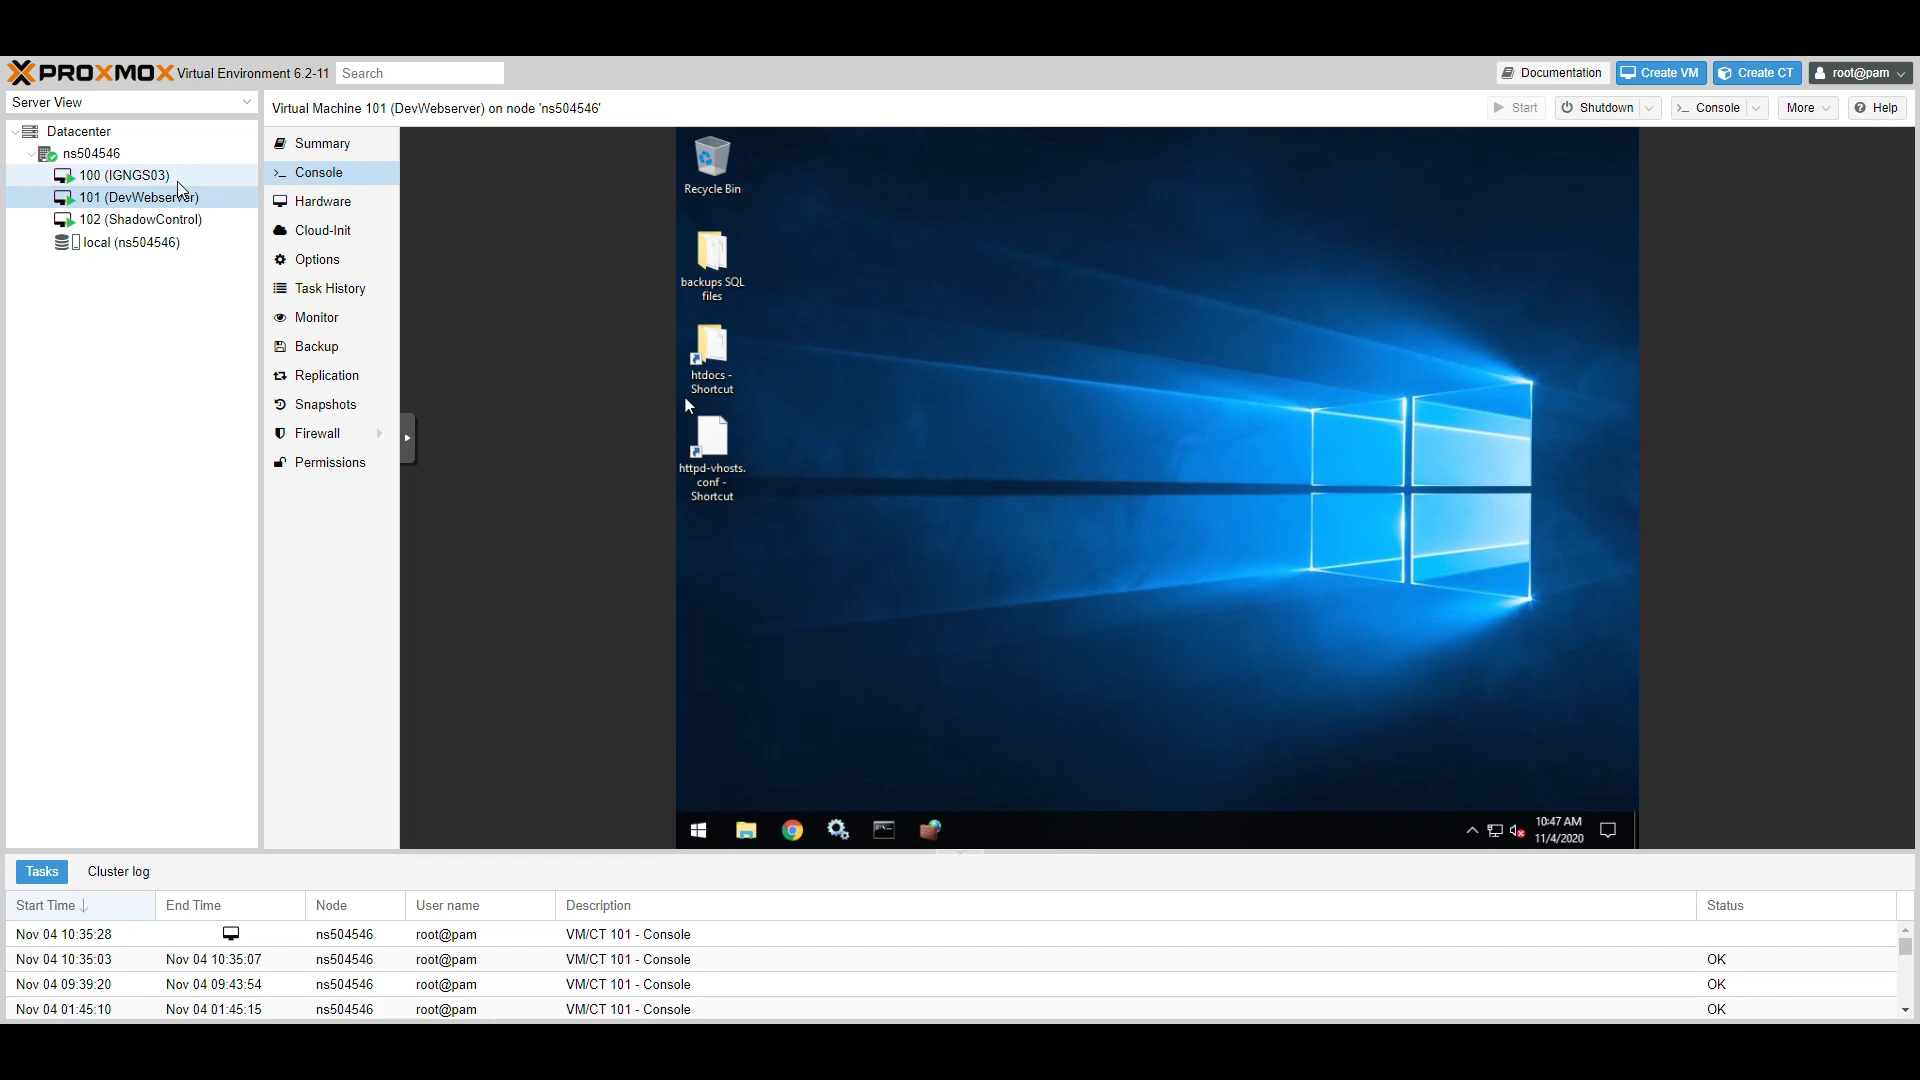 PROXMOX Virtual Environment 6.2-11 Search Documentation Create VM Create CT root@pam
Server View
Virtual Machine 101 (DevWebserver) on node 'ns504546' Start Shutdown Console More Help
Datacenter
ns504546
100 (IGNGS03)
101 (DevWebserver)
102 (ShadowControl)
local (ns504546)
Summary
Console
Hardware
Cloud-Init
Options
Task History
Monitor
Backup
Replication
Snapshots
Firewall
Permissions
Recycle Bin
backups SQL
files
htdocs -
Shortcut
httpd-vhosts.
conf -
Shortcut
10:47 AM
11/4/2020
Tasks Cluster log
Start Time End Time Node User name Description Status
Nov 04 10:35:28 ns504546 root@pam VM/CT 101 - Console
Nov 04 10:35:03 Nov 04 10:35:07 ns504546 root@pam VM/CT 101 - Console OK
Nov 04 09:39:20 Nov 04 09:43:54 ns504546 root@pam VM/CT 101 - Console OK
Nov 04 01:45:10 Nov 04 01:45:15 ns504546 root@pam VM/CT 101 - Console OK